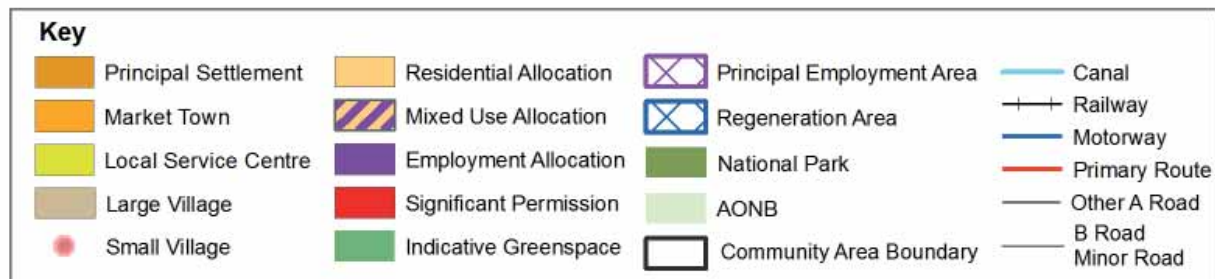 Key
Principal Settlement
Market Town
Local Service Centre
Large Village
Small Village
Residential Allocation
Mixed Use Allocation
Employment Allocation
Significant Permission
Indicative Greenspace
Principal Employment Area
Regeneration Area
National Park
AONB
Community Area Boundary
Canal
Railway
Motorway
Primary Route
Other A Road
B Road
Minor Road